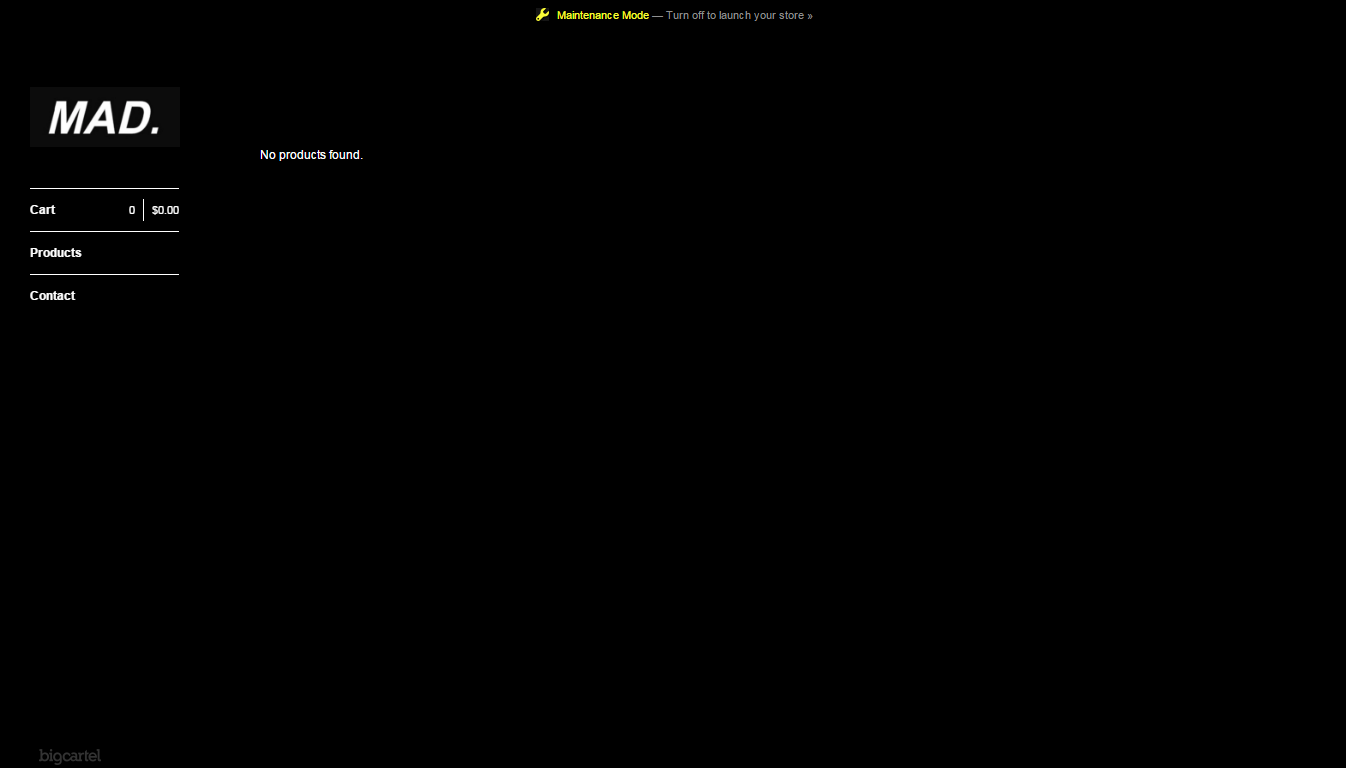 Maintenance Mode — Turn off to launch your store »
MAD.
No products found.
Cart 0 $0.00
Products
Contact
bigcartel